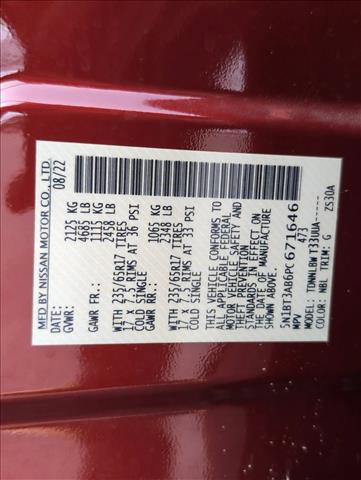 MFD BY NISSAN MOTOR CO., LTD.
DATE: 08/22
GVWR: 2125 KG
4685 LB
GAWR FR.: 1115 KG
2458 LB
WITH 235/65R17 TIRES
17 X 7.5 RIMS AT 36 PSI
COLD SINGLE
GAWR RR.: 1065 KG
2348 LB
WITH 235/65R17 TIRES
17 X 7.5 RIMS AT 33 PSI
COLD SINGLE
THIS VEHICLE CONFORMS TO
ALL APPLICABLE FEDERAL
MOTOR VEHICLE SAFETY AND
THEFT PREVENTION
STANDARDS IN EFFECT ON
THE DATE OF MANUFACTURE
SHOWN ABOVE
5N1BT3AB6PC671646
MPV 473
MODEL: TDNNLBW T33UUA------
COLOR: NBL TRIM: G ZS30A